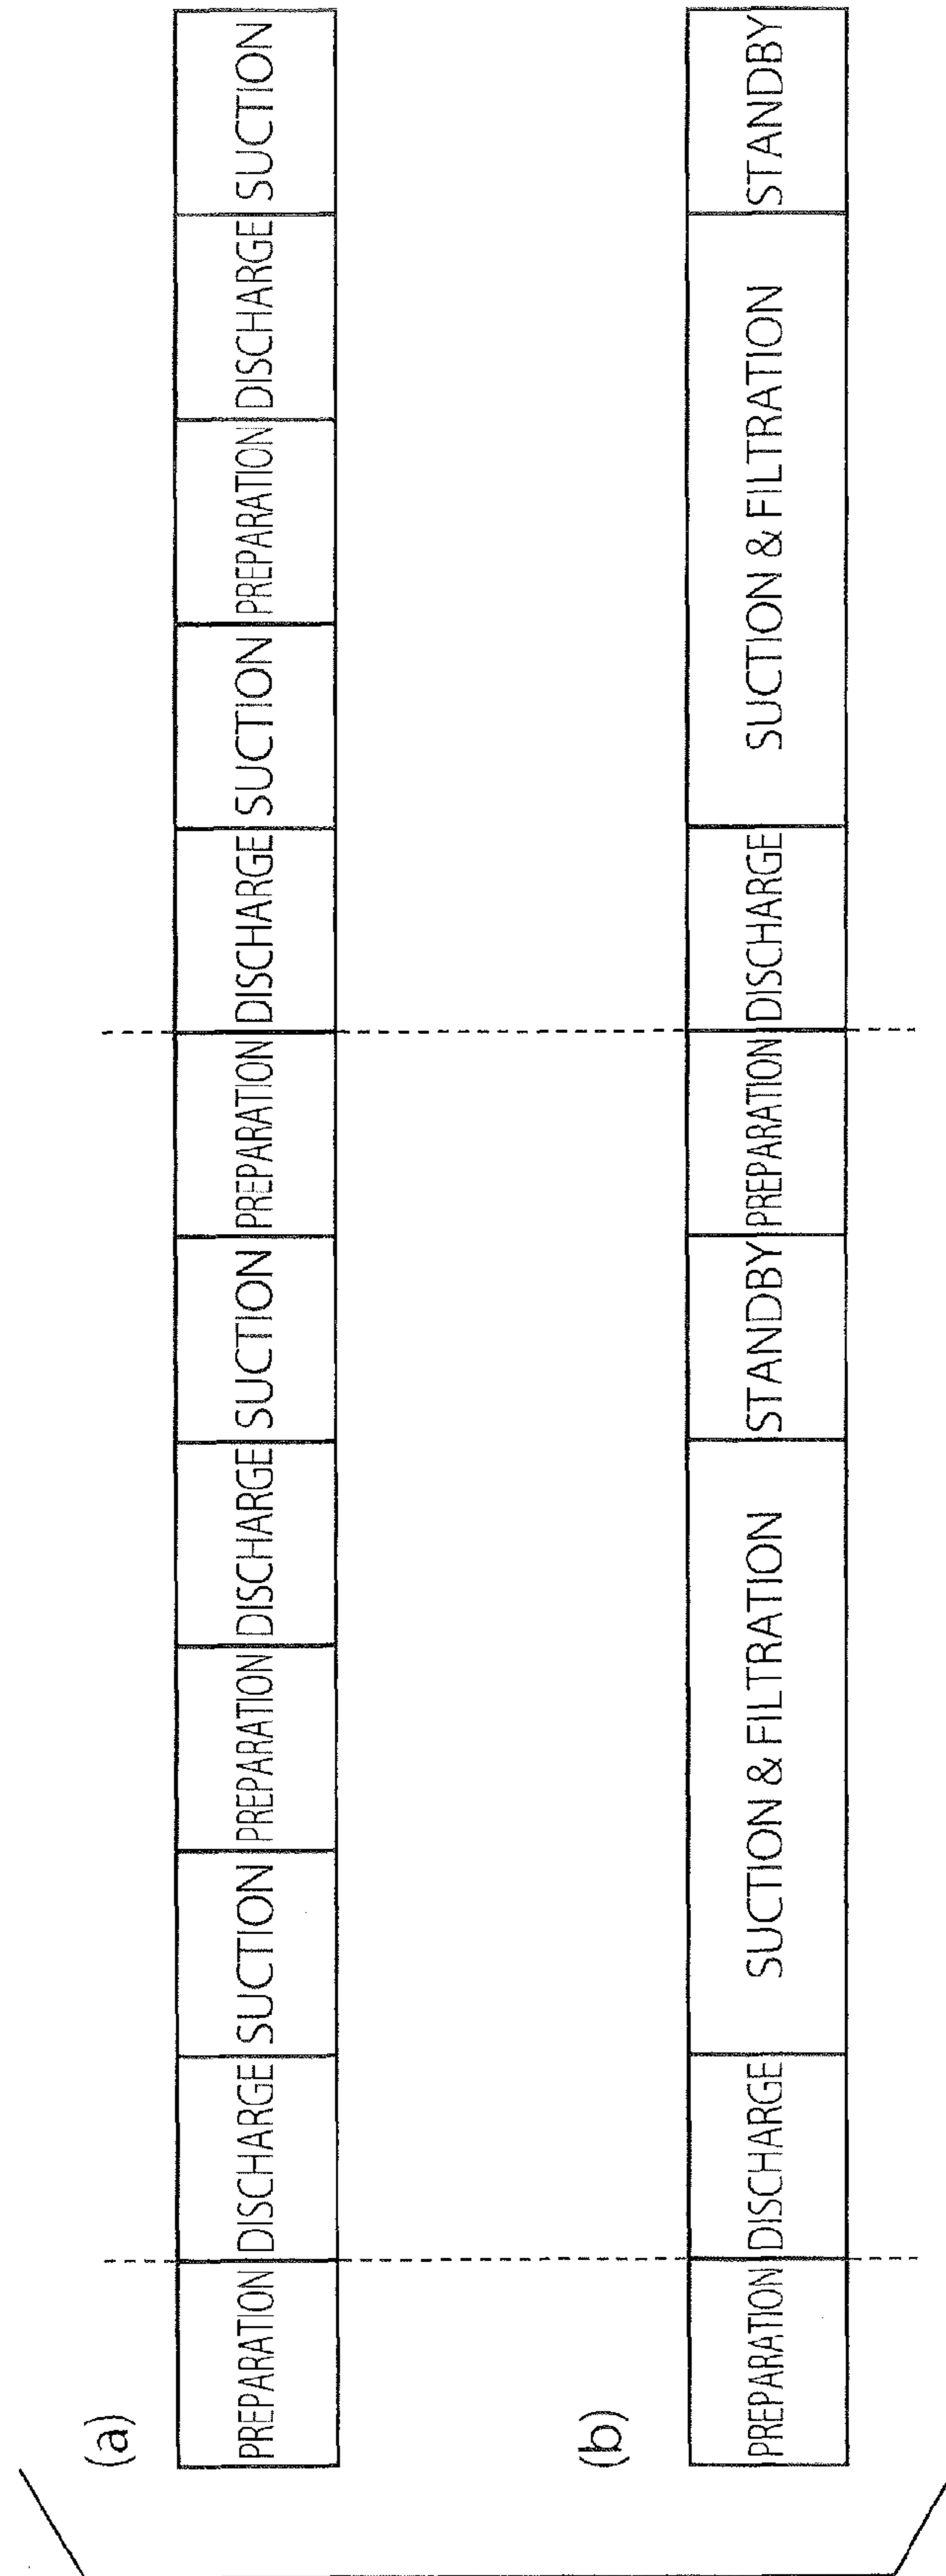 (a)
PREPARATION DISCHARGE SUCTION PREPARATION DISCHARGE SUCTION PREPARATION DISCHARGE SUCTION PREPARATION DISCHARGE SUCTION
(b)
PREPARATION DISCHARGE SUCTION & FILTRATION STANDBY PREPARATION DISCHARGE SUCTION & FILTRATION STANDBY